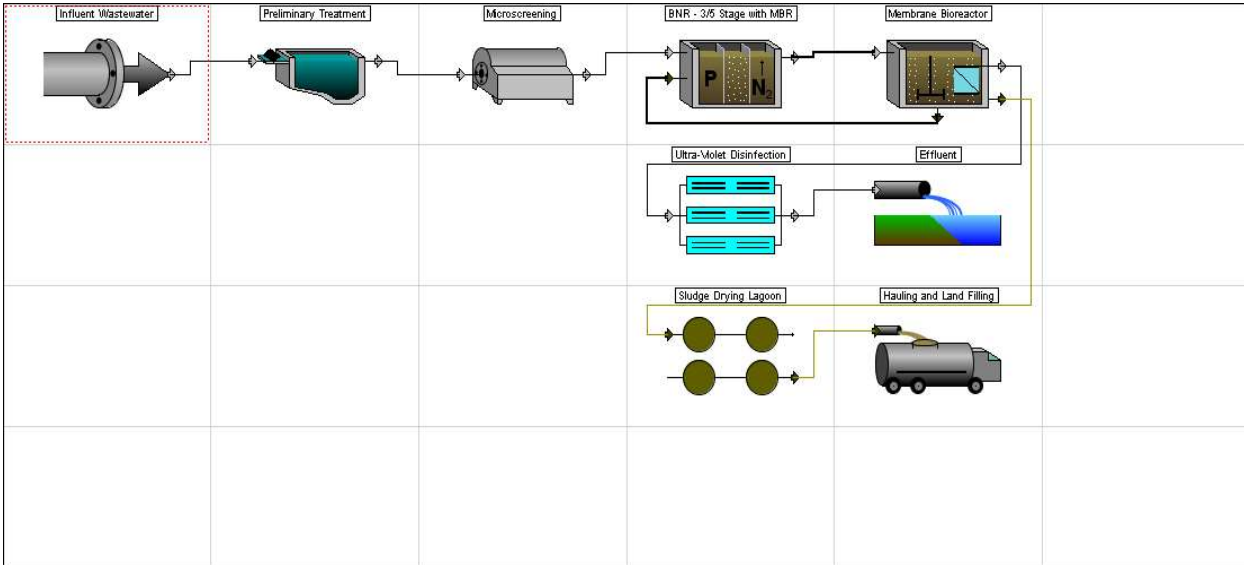 Influent Wastewater
Preliminary Treatment
Microscreening
BNR - 3/5 Stage with MBR
Membrane Bioreactor
P
N2
Ultra-Violet Disinfection
Effluent
Sludge Drying Lagoon
Hauling and Land Filling